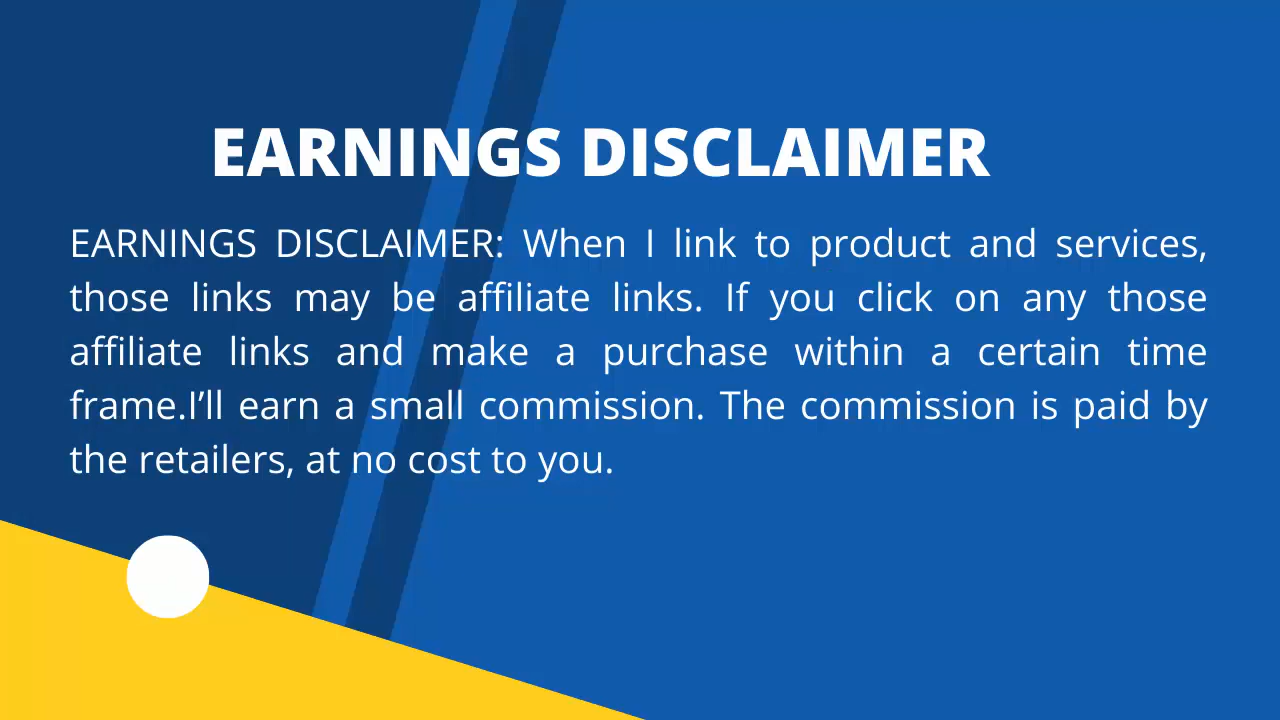 EARNINGS DISCLAIMER
EARNINGS DISCLAIMER: When I link to product and services,
those links may be affiliate links. If you click on any those
affiliate links and make a purchase within a certain time
frame.I’ll earn a small commission. The commission is paid by
the retailers, at no cost to you.